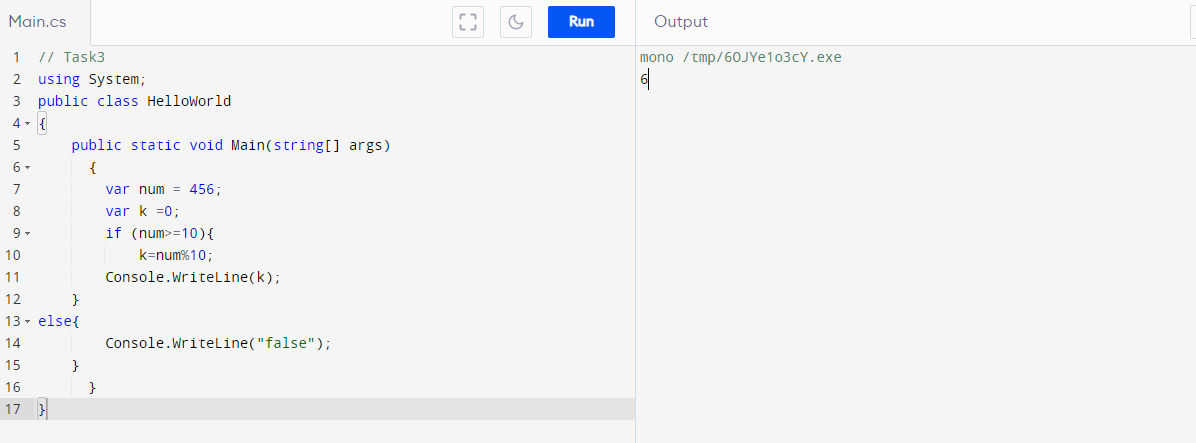 Main.cs
Run
Output
1 // Task3
2 using System;
3 public class HelloWorld
4 {
5 public static void Main(string[] args)
6 {
7 var num = 456;
8 var k =0;
9 if (num>=10){
10 k=num%10;
11 Console.WriteLine(k);
12 }
13 else{
14 Console.WriteLine("false");
15 }
16 }
17 }
mono /tmp/6OJYe1o3cY.exe
6